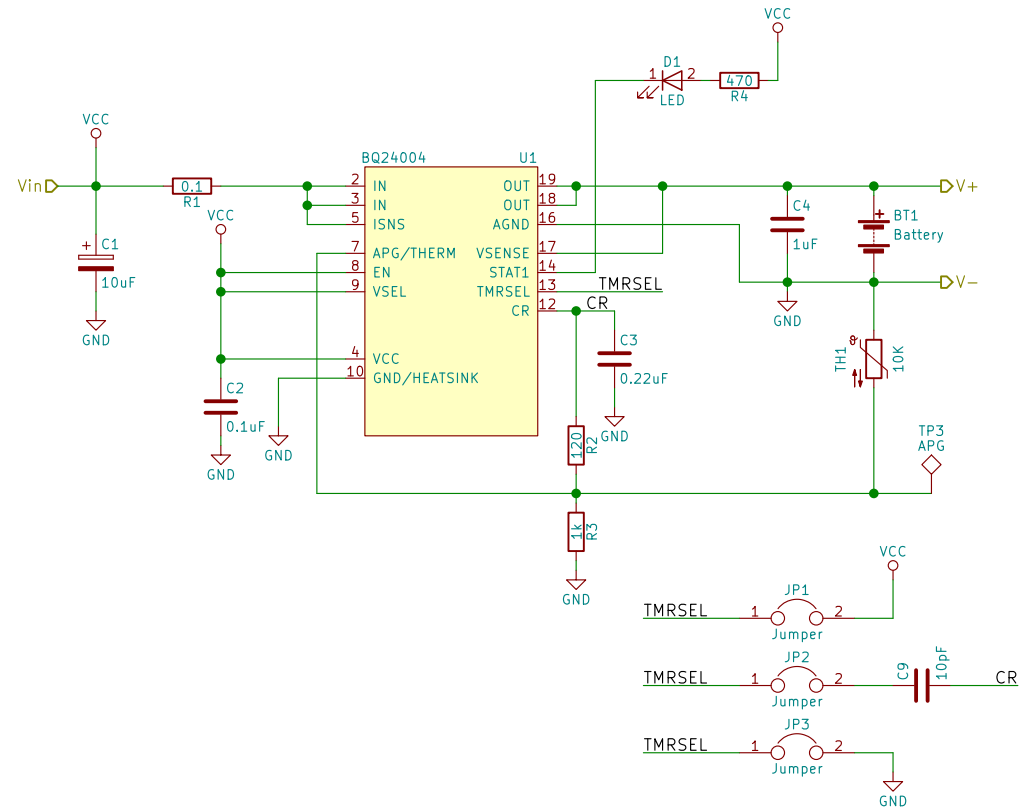 VCC
D1
1 2
LED
470
R4
VCC
Vin
0.1
R1
VCC
C1
+
10uF
GND
C2
0.1uF
GND
GND
BQ24004 U1
2 IN OUT 19
3 IN OUT 18
5 ISNS AGND 16
7 APG/THERM VSENSE 17
8 EN STAT1 14
9 VSEL TMRSEL 13
CR 12
4 VCC
10 GND/HEATSINK
TMRSEL
CR
C3
0.22uF
GND
120
R2
1k
R3
GND
C4
1uF
GND
+
BT1
Battery
V+
V-
TH1
10K
TP3
APG
VCC
JP1
TMRSEL 1 2
Jumper
JP2
TMRSEL 1 2
Jumper
C9
10pF
CR
JP3
TMRSEL 1 2
Jumper
GND